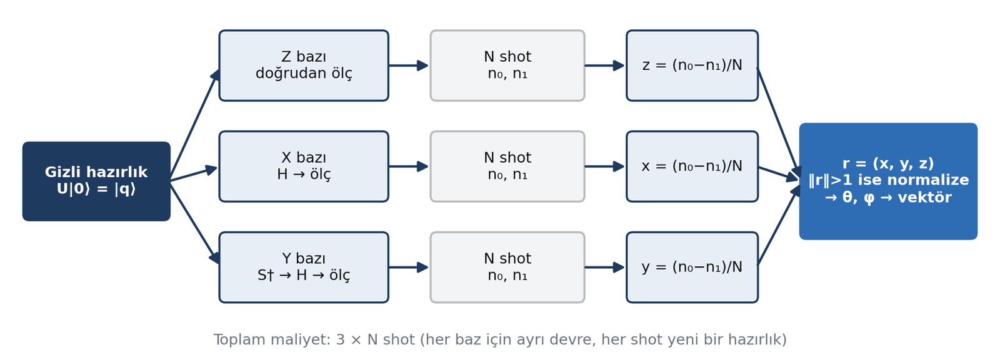 Gizli hazırlık
U|0⟩ = |q⟩
Z bazı
doğrudan ölç
N shot
n₀, n₁
z = (n₀−n₁)/N
X bazı
H → ölç
N shot
n₀, n₁
x = (n₀−n₁)/N
Y bazı
S† → H → ölç
N shot
n₀, n₁
y = (n₀−n₁)/N
r = (x, y, z)
‖r‖>1 ise normalize
→ θ, φ → vektör
Toplam maliyet: 3 × N shot (her baz için ayrı devre, her shot yeni bir hazırlık)